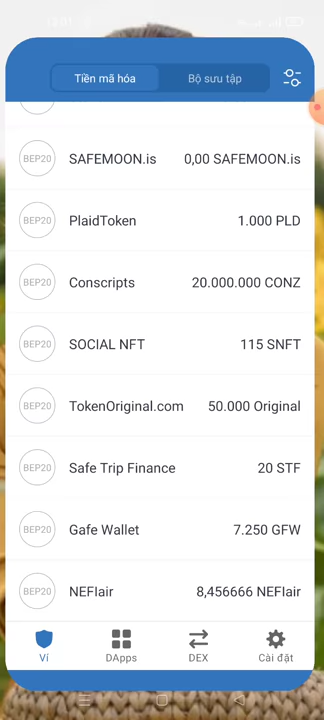 Tiền mã hóa
Bộ sưu tập
BEP20 SAFEMOON.is 0,00 SAFEMOON.is
BEP20 PlaidToken 1.000 PLD
BEP20 Conscripts 20.000.000 CONZ
BEP20 SOCIAL NFT 115 SNFT
BEP20 TokenOriginal.com 50.000 Original
BEP20 Safe Trip Finance 20 STF
BEP20 Gafe Wallet 7.250 GFW
BEP20 NEFlair 8,456666 NEFlair
Ví DApps DEX Cài đặt